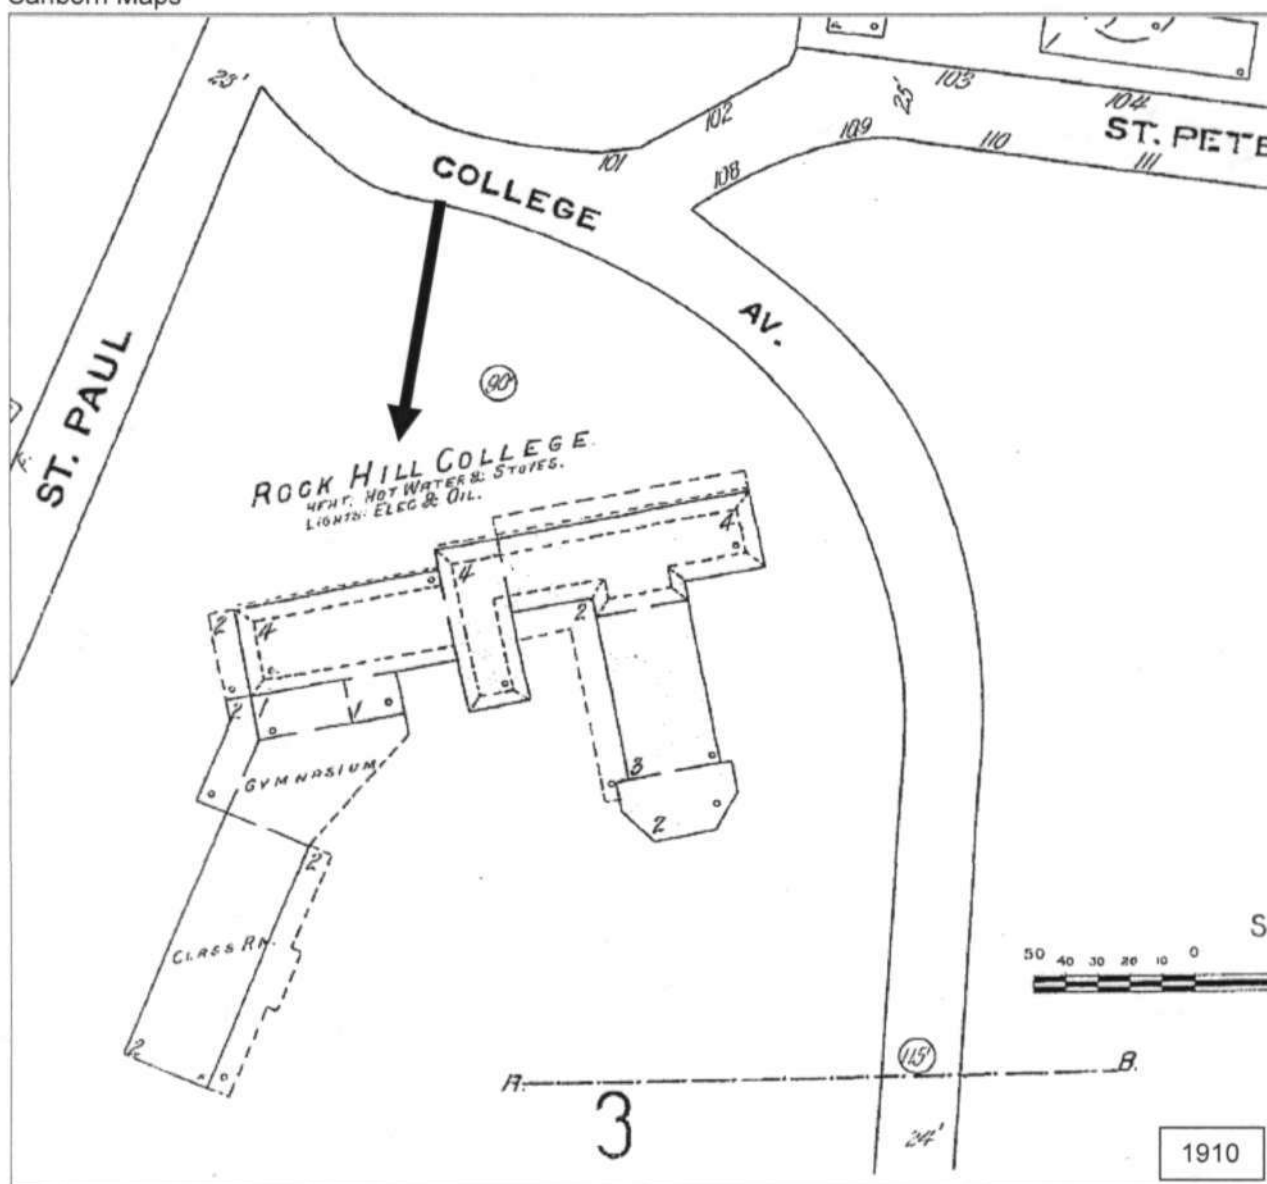 Sanborn Maps
23'
101
102
103
104
25'
108
109
110
111
ST. PETE
COLLEGE
AV.
ST. PAUL
90'
ROCK HILL COLLEGE.
HEAT: HOT WATER & STOVES.
LIGHTS: ELEC & OIL.
4
4
2
4
2
2
1
1
GYMNASIUM
3
2
2
CLASS RM.
2
S
50 40 30 20 10 0
115'
A. B.
3
24'
1910